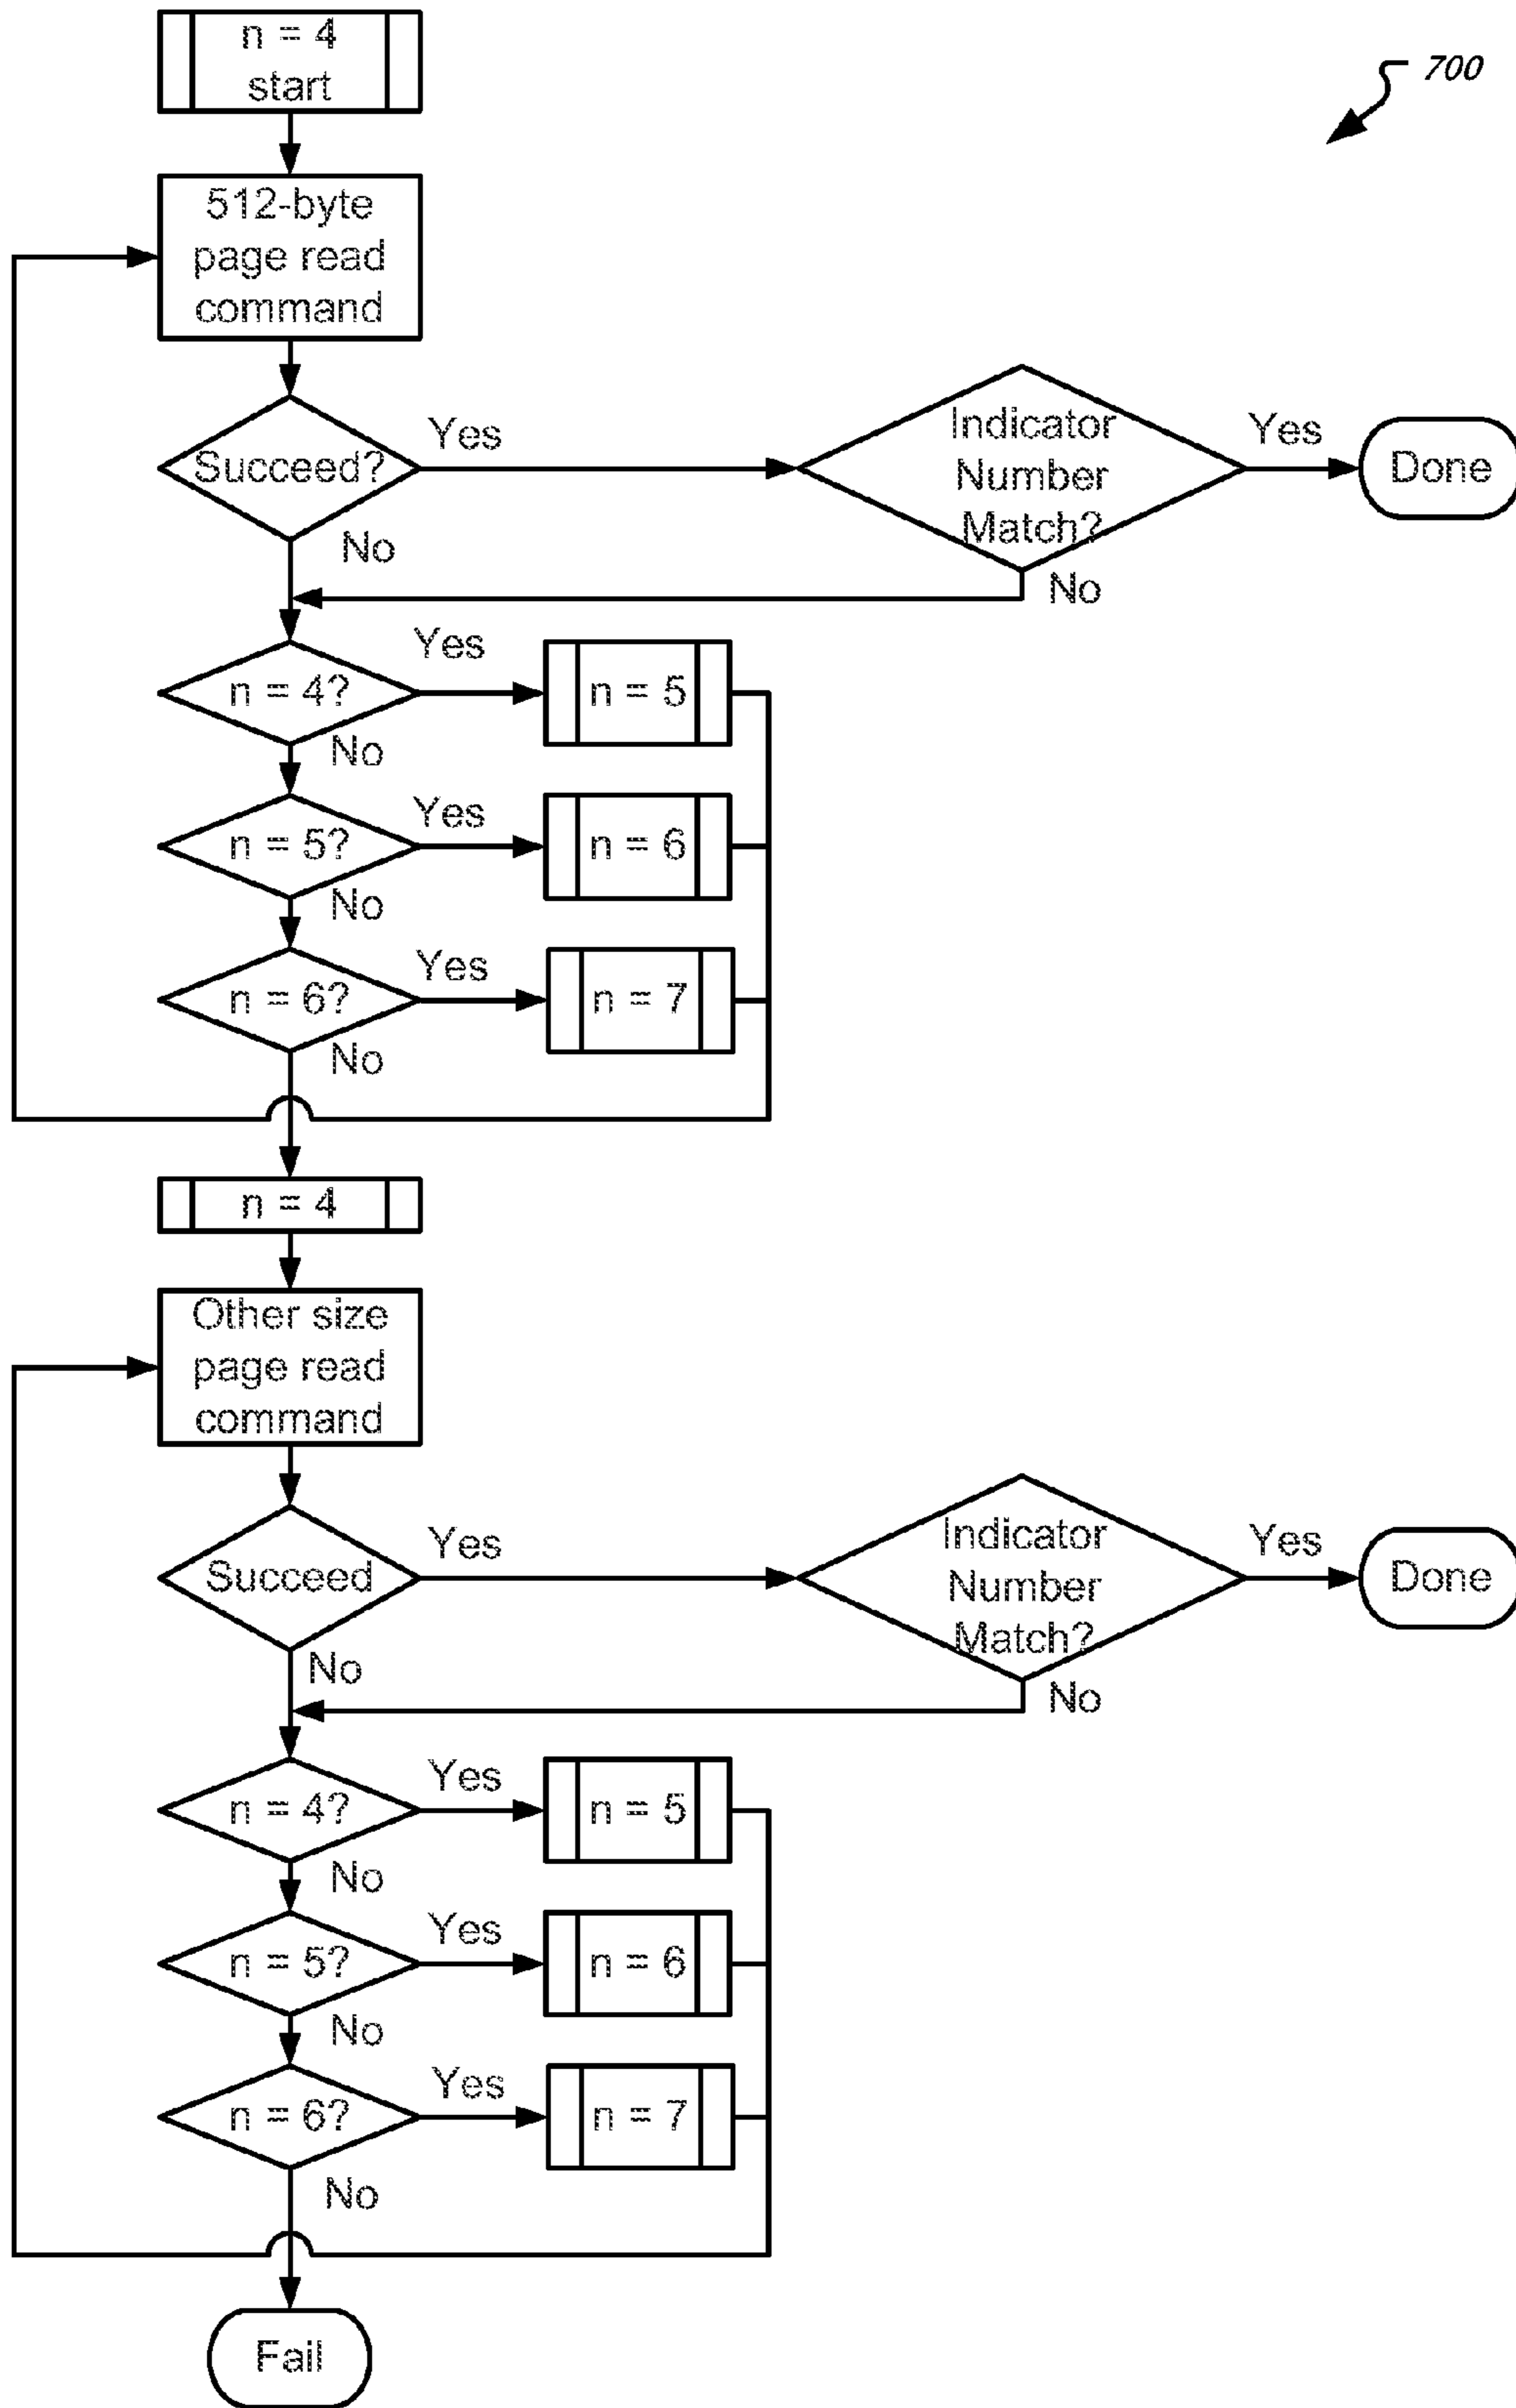 n = 4
start
700
512-byte
page read
command
Succeed?
Yes
Indicator
Number
Match?
Yes
Done
No
No
n = 4?
Yes
n = 5
No
n = 5?
Yes
n = 6
No
n = 6?
Yes
n = 7
No
n = 4
Other size
page read
command
Succeed
Yes
Indicator
Number
Match?
Yes
Done
No
No
n = 4?
Yes
n = 5
No
n = 5?
Yes
n = 6
No
n = 6?
Yes
n = 7
No
Fail